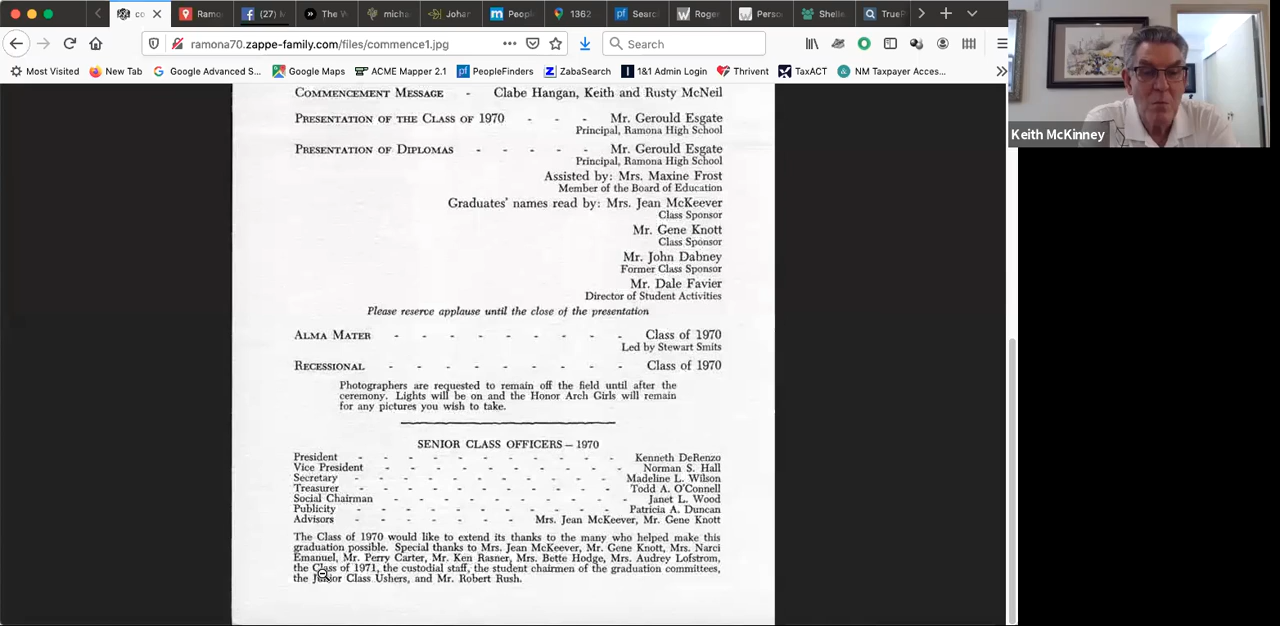 co
Ramo
(27)
The V
micha
Johar
Peopl
1362
Searc
Roger
Perso
Shelle
TrueP
ramona70.zappe-family.com/files/commence1.jpg
Search
Most Visited
New Tab
Google Advanced S...
Google Maps
ACME Mapper 2.1
PeopleFinders
ZabaSearch
1&1 Admin Login
Thrivent
TaxACT
NM Taxpayer Acces...
Keith McKinney
COMMENCEMENT MESSAGE - Clabe Hangan, Keith and Rusty McNeil
PRESENTATION OF THE CLASS OF 1970 - - - Mr. Gerould Esgate
Principal, Ramona High School
PRESENTATION OF DIPLOMAS - - - - - Mr. Gerould Esgate
Principal, Ramona High School
Assisted by: Mrs. Maxine Frost
Member of the Board of Education
Graduates' names read by: Mrs. Jean McKeever
Class Sponsor
Mr. Gene Knott
Class Sponsor
Mr. John Dabney
Former Class Sponsor
Mr. Dale Favier
Director of Student Activities
Please reserve applause until the close of the presentation
ALMA MATER - - - - - - - - - Class of 1970
Led by Stewart Smits
RECESSIONAL - - - - - - - - - Class of 1970
Photographers are requested to remain off the field until after the
ceremony. Lights will be on and the Honor Arch Girls will remain
for any pictures you wish to take.
SENIOR CLASS OFFICERS — 1970
President - - - - - - - - - - - Kenneth DeRenzo
Vice President - - - - - - - - - - Norman S. Hall
Secretary - - - - - - - - - - - Madeline L. Wilson
Treasurer - - - - - - - - - - - Todd A. O'Connell
Social Chairman - - - - - - - - - Janet L. Wood
Publicity - - - - - - - - - - - Patricia A. Duncan
Advisors - - - - - - - Mrs. Jean McKeever, Mr. Gene Knott
The Class of 1970 would like to extend its thanks to the many who helped make this
graduation possible. Special thanks to Mrs. Jean McKeever, Mr. Gene Knott, Mrs. Narci
Emanuel, Mr. Perry Carter, Mr. Ken Rasner, Mrs. Bette Hodge, Mrs. Audrey Lofstrom,
the Class of 1971, the custodial staff, the student chairmen of the graduation committees,
the Junior Class Ushers, and Mr. Robert Rush.